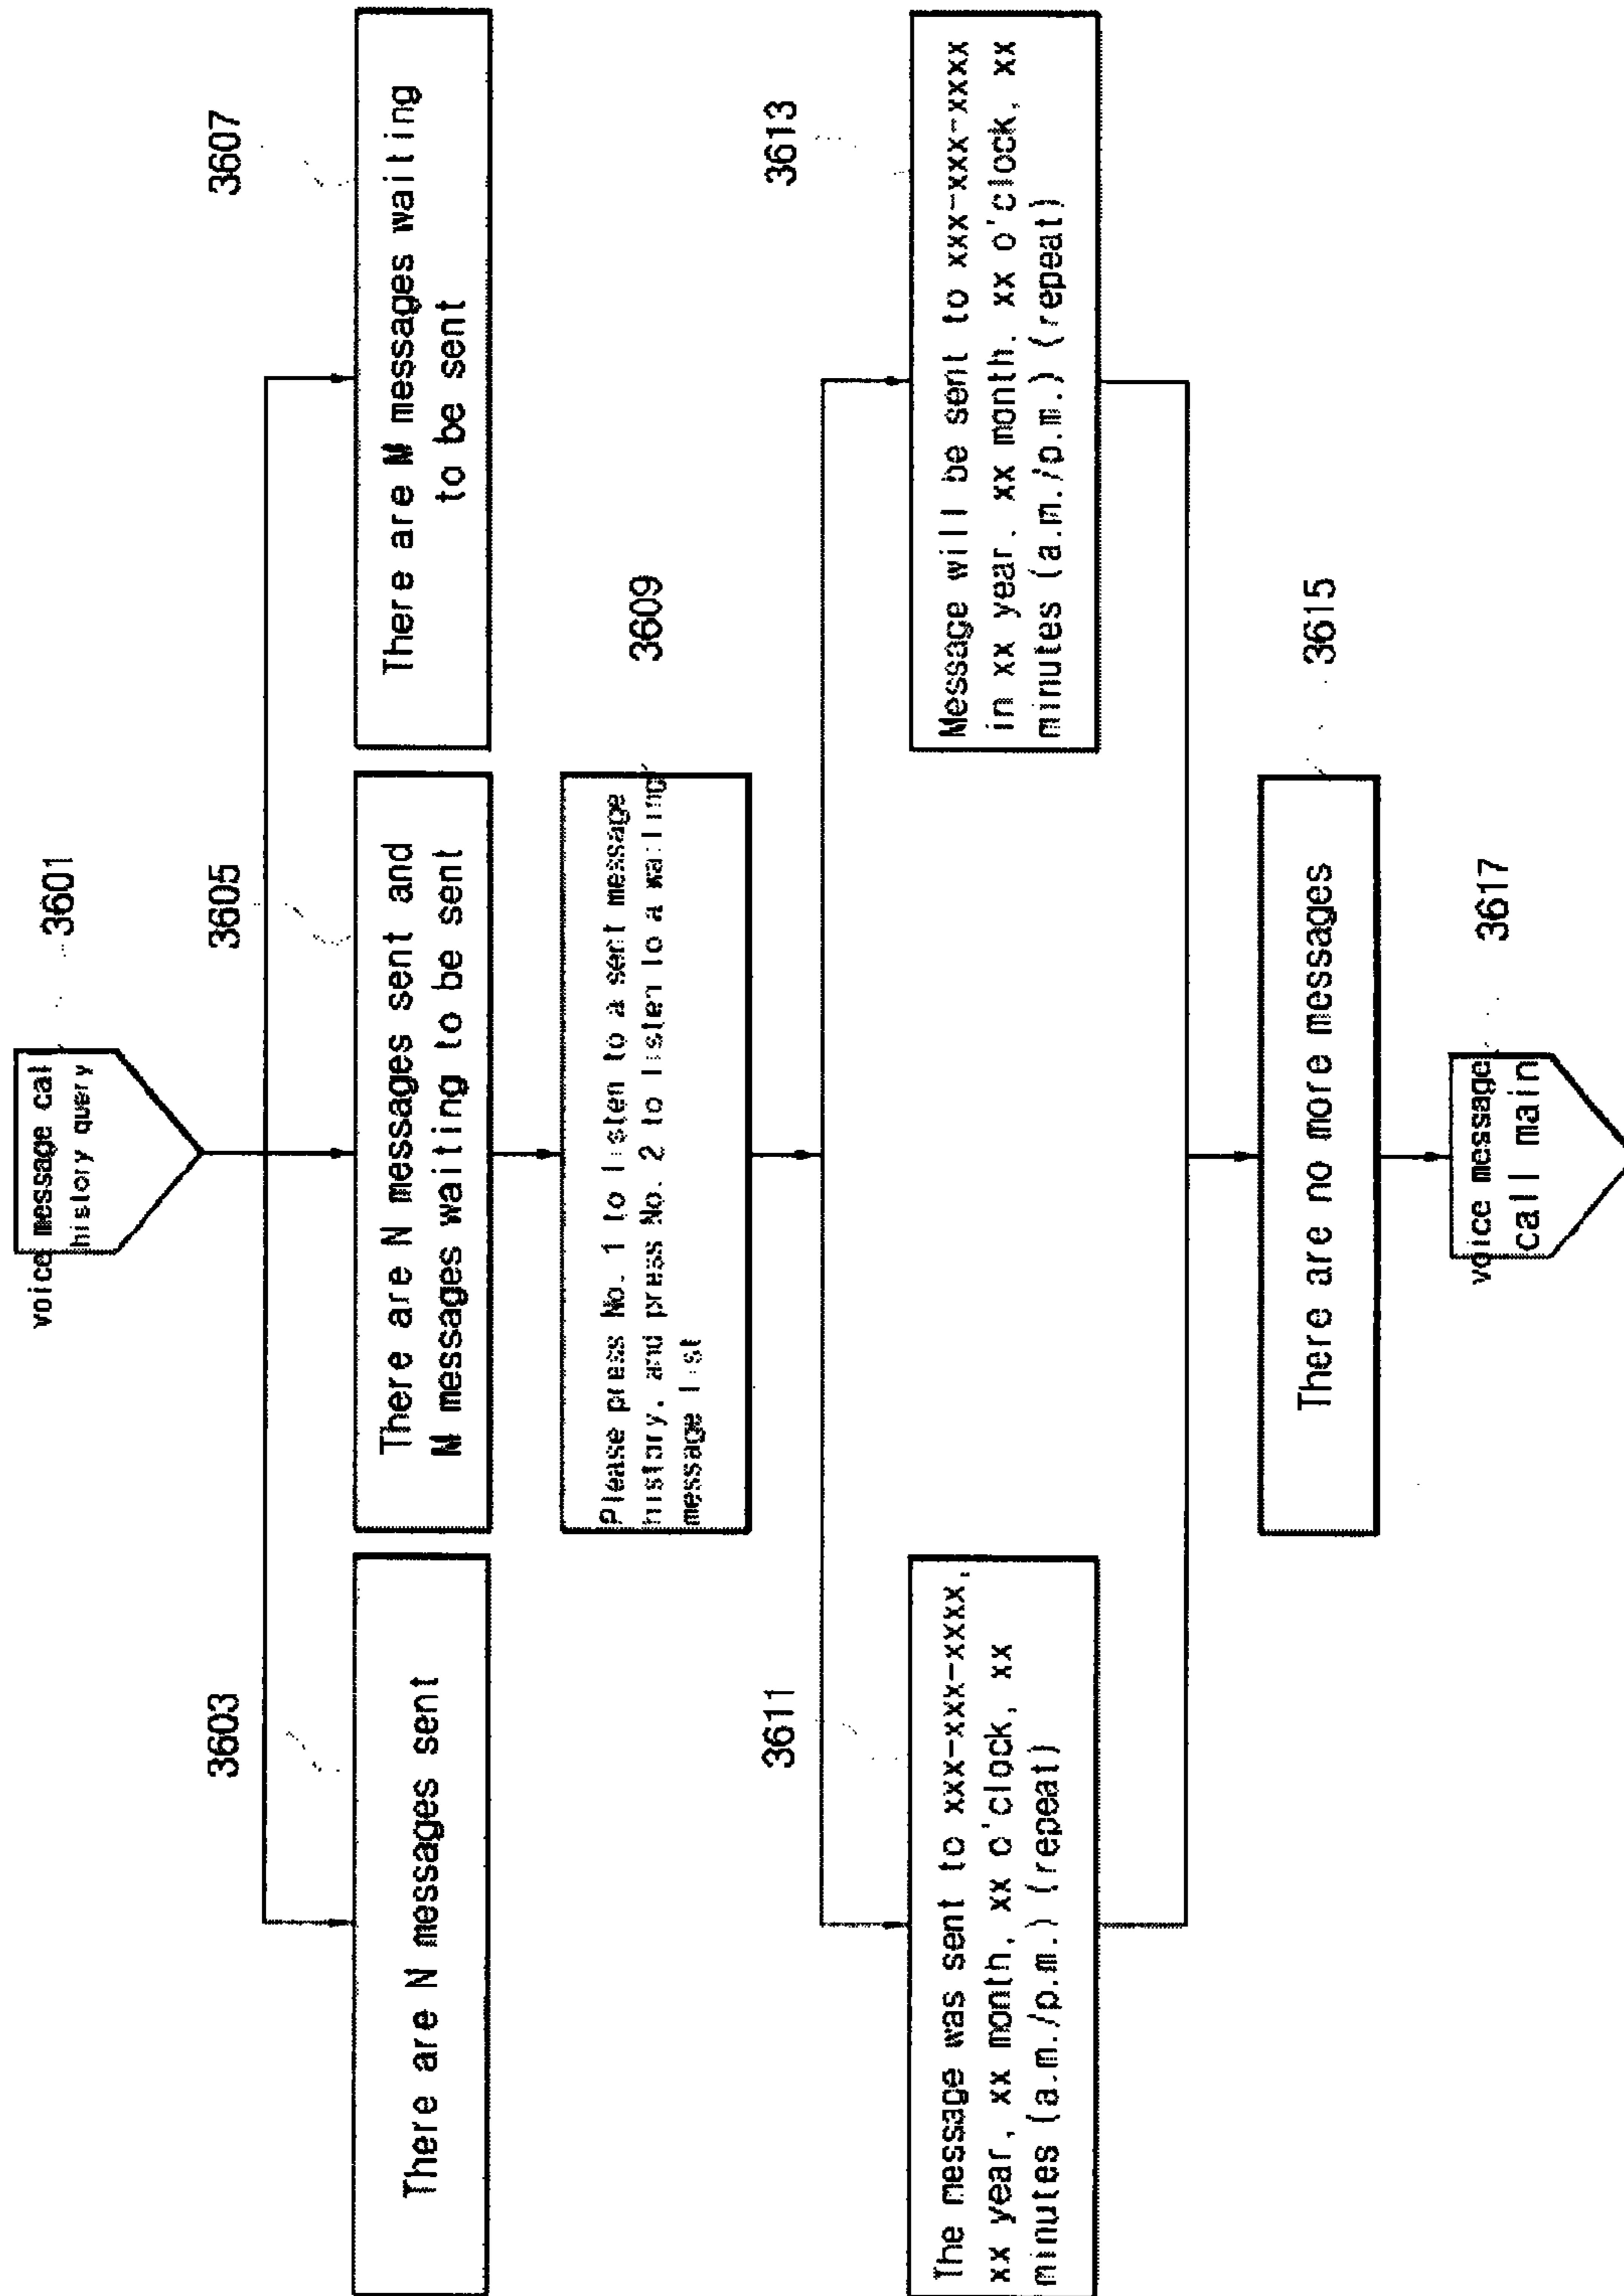 voice message cal
history query
3601
3603
There are N messages sent
3605
There are N messages sent and
N messages waiting to be sent
3607
There are N messages waiting
to be sent
3609
Please press No. 1 to listen to a sent message
history, and press No. 2 to listen to a waiting
message list
3611
The message was sent to xxx-xxx-xxxx,
xx year, xx month, xx o'clock, xx
minutes (a.m./p.m.) (repeat)
3613
Message will be sent to xxx-xxx-xxxx
in xx year, xx month, xx o'clock, xx
minutes (a.m./p.m.) (repeat)
3615
There are no more messages
3617
voice message
call main